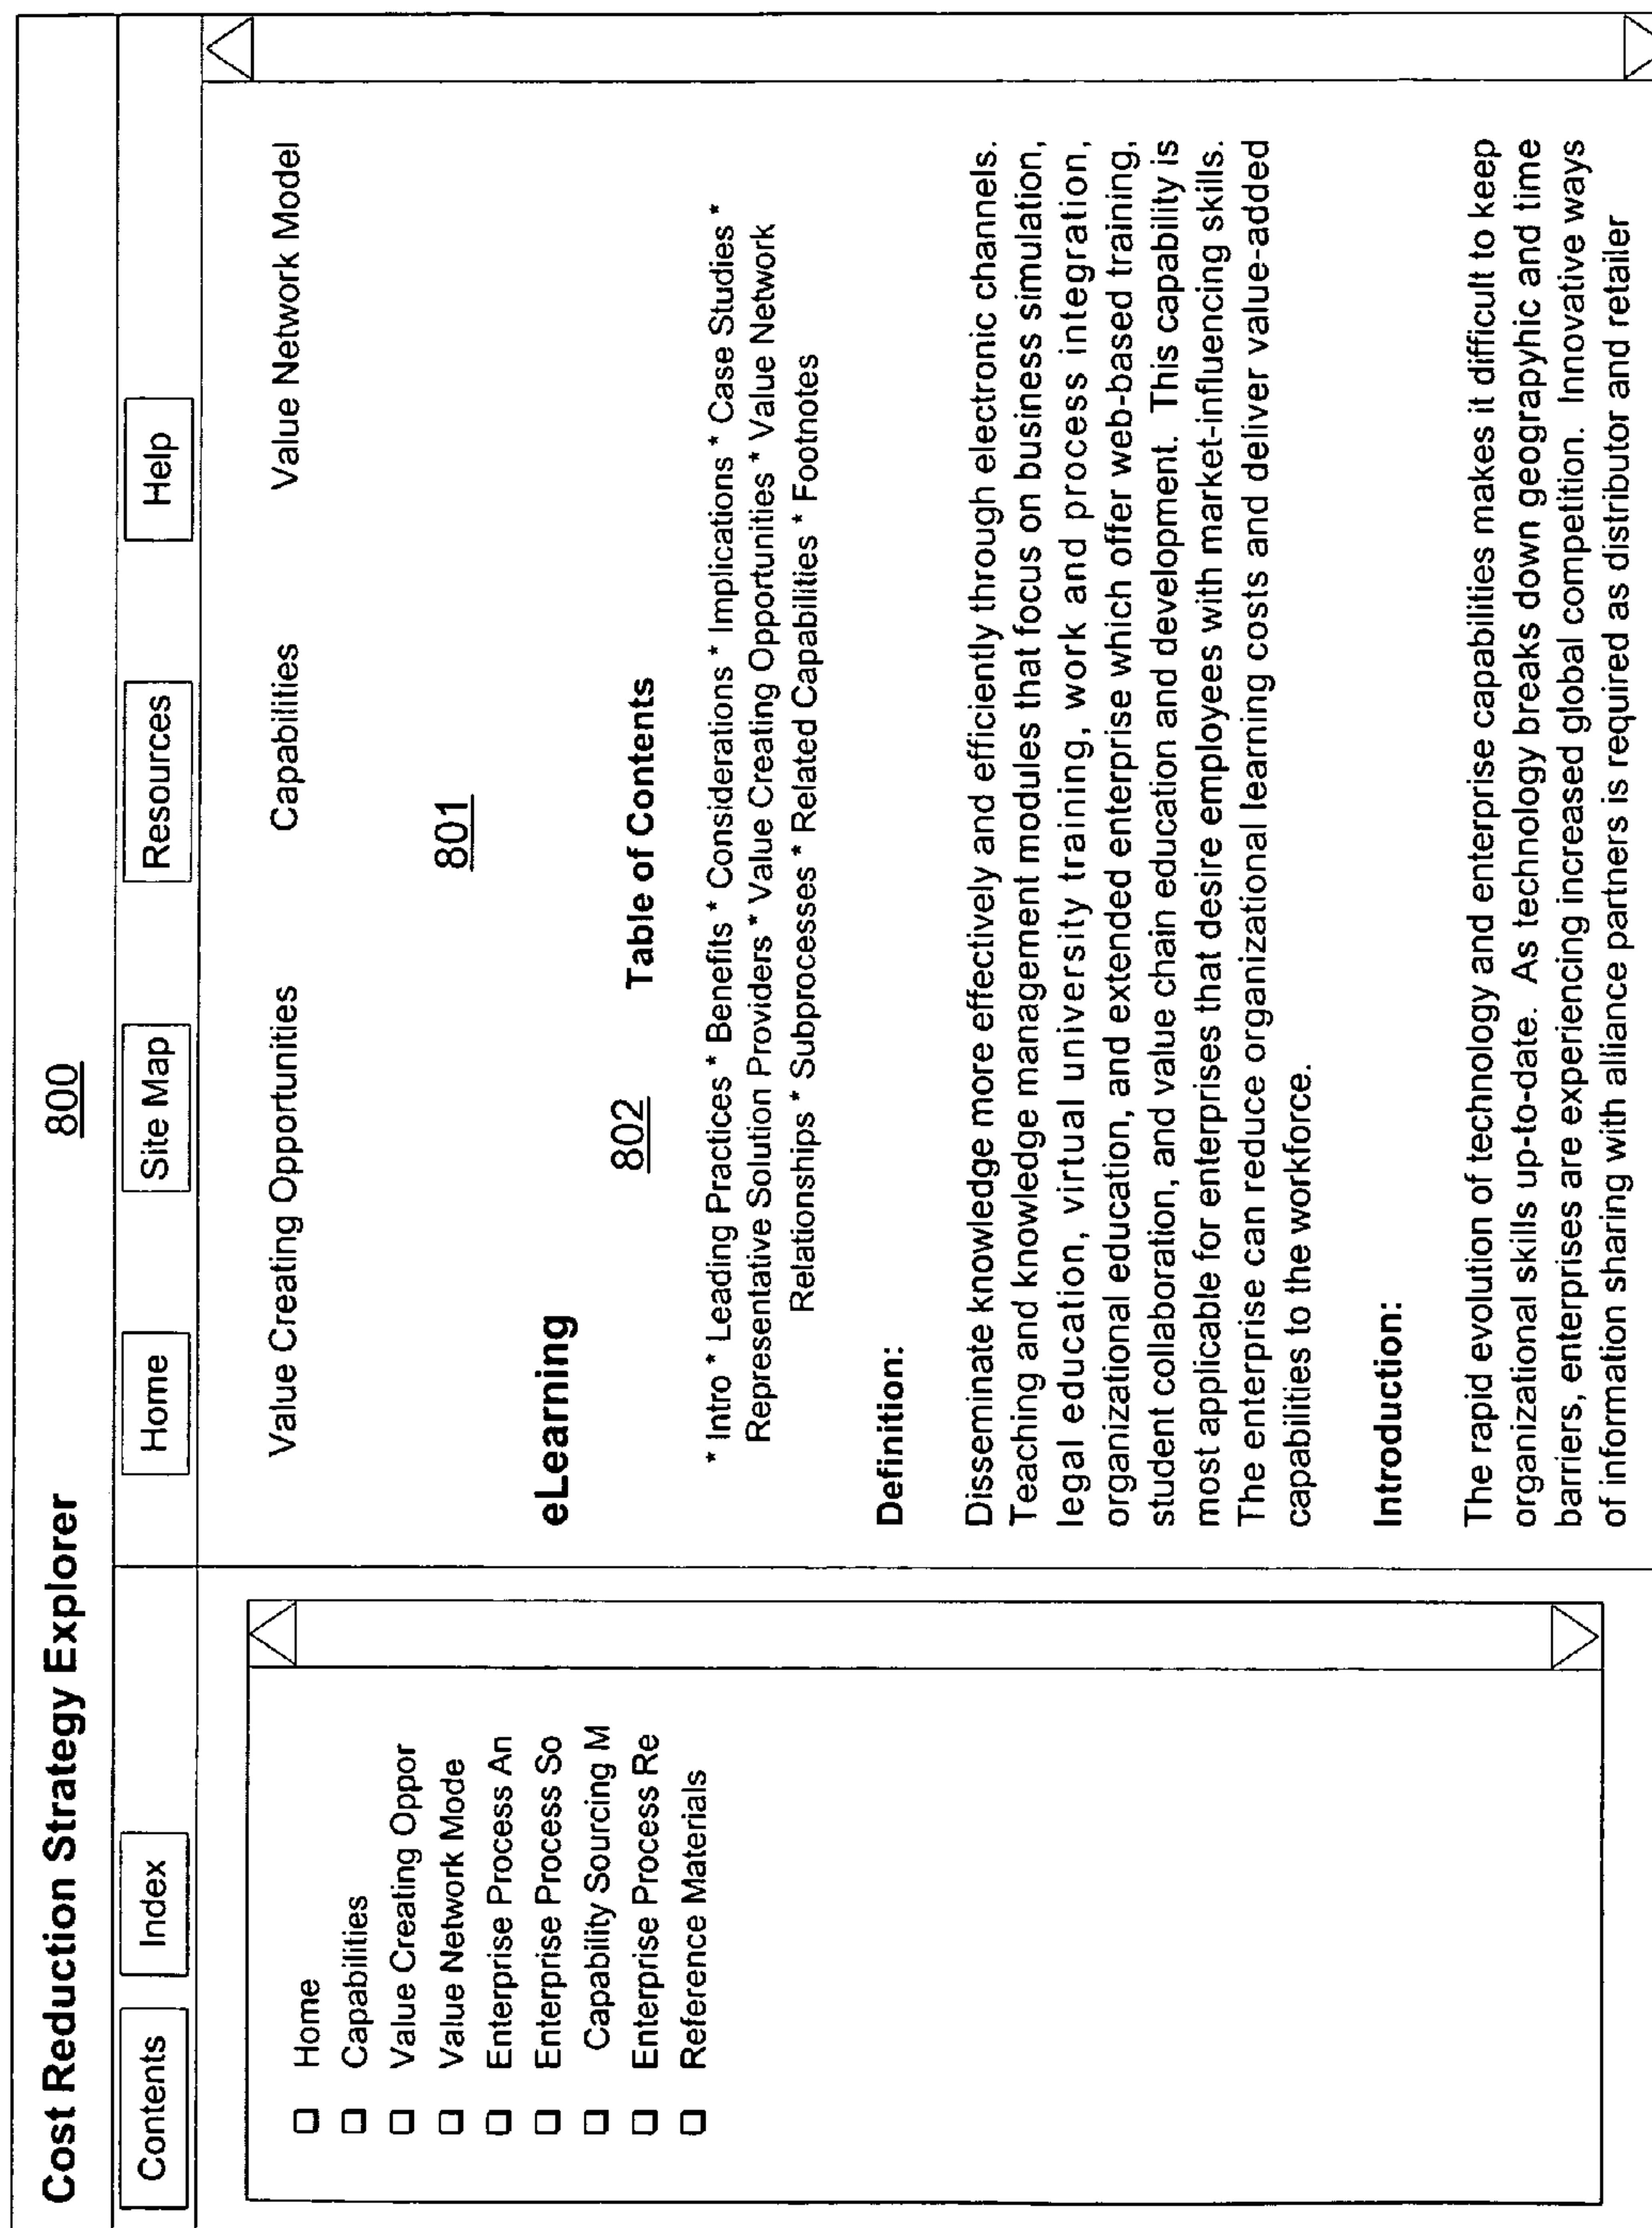 Cost Reduction Strategy Explorer
800
Contents
Index
Home
Site Map
Resources
Help
Home
Capabilities
Value Creating Oppor
Value Network Mode
Enterprise Process An
Enterprise Process So
Capability Sourcing M
Enterprise Process Re
Reference Materials
Value Creating Opportunities
Capabilities
Value Network Model
801
eLearning
802
Table of Contents
* Intro * Leading Practices * Benefits * Considerations * Implications * Case Studies *
Representative Solution Providers * Value Creating Opportunities * Value Network
Relationships * Subprocesses * Related Capabilities * Footnotes
Definition:
Disseminate knowledge more effectively and efficiently through electronic channels.
Teaching and knowledge management modules that focus on business simulation,
legal education, virtual university training, work and process integration,
organizational education, and extended enterprise which offer web-based training,
student collaboration, and value chain education and development. This capability is
most applicable for enterprises that desire employees with market-influencing skills.
The enterprise can reduce organizational learning costs and deliver value-added
capabilities to the workforce.
Introduction:
The rapid evolution of technology and enterprise capabilities makes it difficult to keep
organizational skills up-to-date. As technology breaks down geograpyhic and time
barriers, enterprises are experiencing increased global competition. Innovative ways
of information sharing with alliance partners is required as distributor and retailer